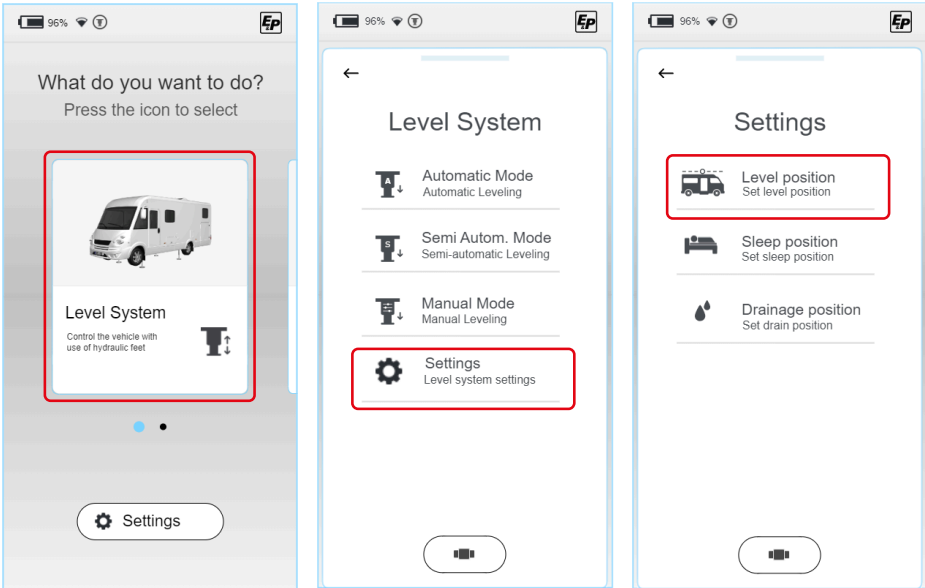 96%
EP
What do you want to do?
Press the icon to select
Level System
Control the vehicle with
use of hydraulic feet
Settings
96%
EP
Level System
A
Automatic Mode
Automatic Leveling
S
Semi Autom. Mode
Semi-automatic Leveling
Manual Mode
Manual Leveling
Settings
Level system settings
96%
EP
Settings
Level position
Set level position
Sleep position
Set sleep position
Drainage position
Set drain position